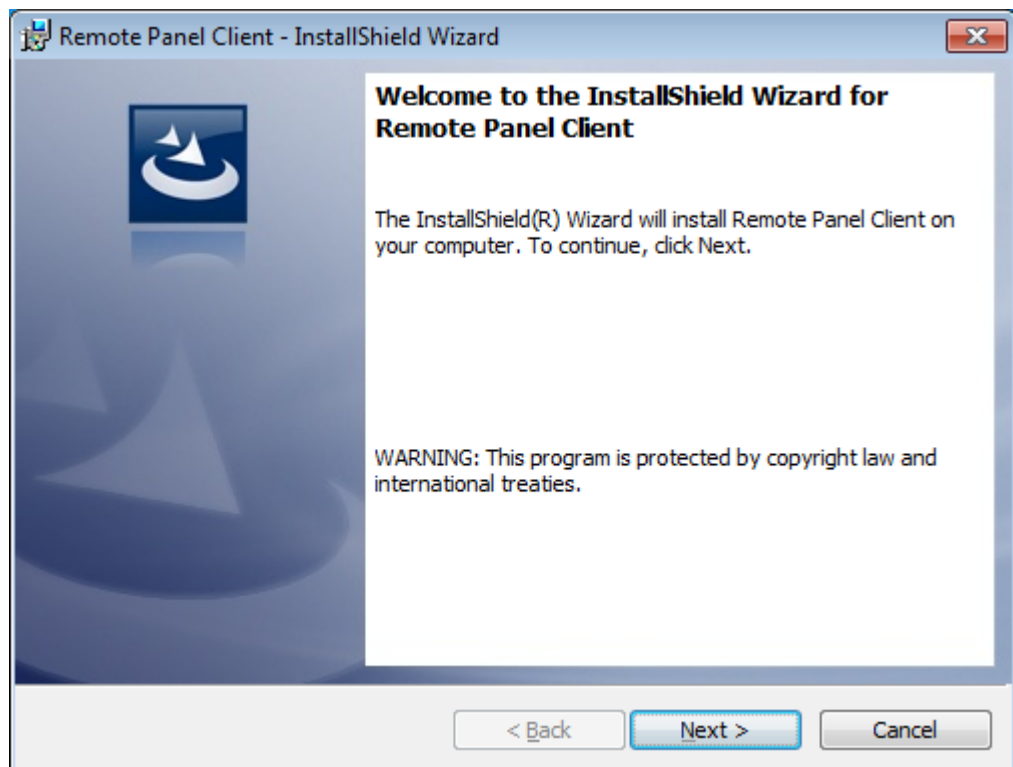 Remote Panel Client - InstallShield Wizard
Welcome to the InstallShield Wizard for
Remote Panel Client
The InstallShield(R) Wizard will install Remote Panel Client on
your computer. To continue, click Next.
WARNING: This program is protected by copyright law and
international treaties.
< Back
Next >
Cancel